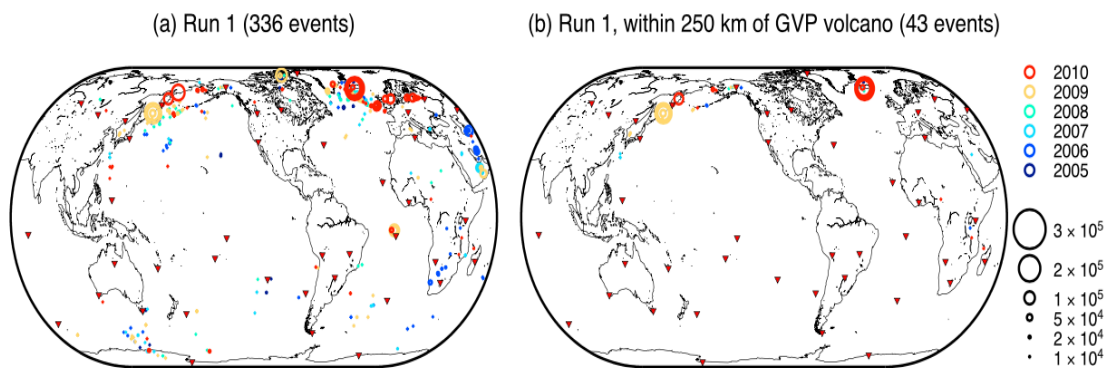 (a) Run 1 (336 events)
(b) Run 1, within 250 km of GVP volcano (43 events)
2010
2009
2008
2007
2006
2005
3 × 10⁵
2 × 10⁵
1 × 10⁵
5 × 10⁴
2 × 10⁴
1 × 10⁴